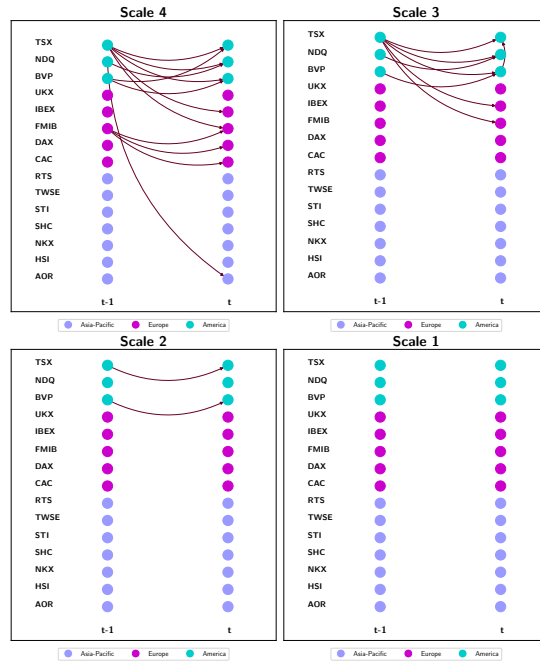 Scale 4
TSX
NDQ
BVP
UKX
IBEX
FMIB
DAX
CAC
RTS
TWSE
STI
SHC
NKX
HSI
AOR
t-1 t
Asia-Pacific Europe America
Scale 3
TSX
NDQ
BVP
UKX
IBEX
FMIB
DAX
CAC
RTS
TWSE
STI
SHC
NKX
HSI
AOR
t-1 t
Asia-Pacific Europe America
Scale 2
TSX
NDQ
BVP
UKX
IBEX
FMIB
DAX
CAC
RTS
TWSE
STI
SHC
NKX
HSI
AOR
t-1 t
Asia-Pacific Europe America
Scale 1
TSX
NDQ
BVP
UKX
IBEX
FMIB
DAX
CAC
RTS
TWSE
STI
SHC
NKX
HSI
AOR
t-1 t
Asia-Pacific Europe America